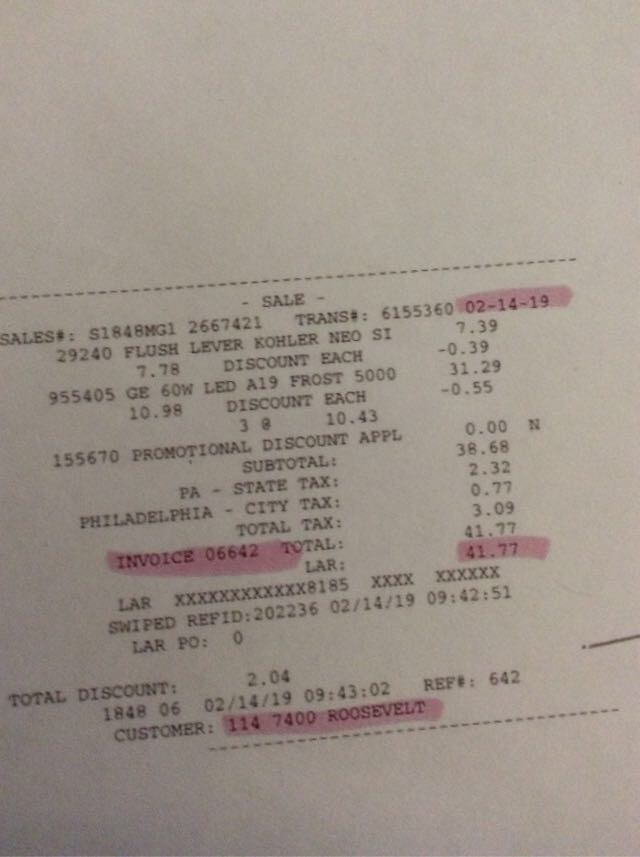 - SALE -
SALES#: S1848MG1 2667421 TRANS#: 6155360 02-14-19
29240 FLUSH LEVER KOHLER NEO SI 7.39
7.78 DISCOUNT EACH -0.39
955405 GE 60W LED A19 FROST 5000 31.29
10.98 DISCOUNT EACH -0.55
3 @ 10.43
155670 PROMOTIONAL DISCOUNT APPL 0.00 N
SUBTOTAL: 38.68
PA - STATE TAX: 2.32
PHILADELPHIA - CITY TAX: 0.77
TOTAL TAX: 3.09
INVOICE 06642 TOTAL: 41.77
LAR: 41.77
LAR XXXXXXXXXXXX8185 XXXX XXXXXX
SWIPED REFID:202236 02/14/19 09:42:51
LAR PO: 0
TOTAL DISCOUNT: 2.04
1848 06 02/14/19 09:43:02 REF#: 642
CUSTOMER: 114 7400 ROOSEVELT